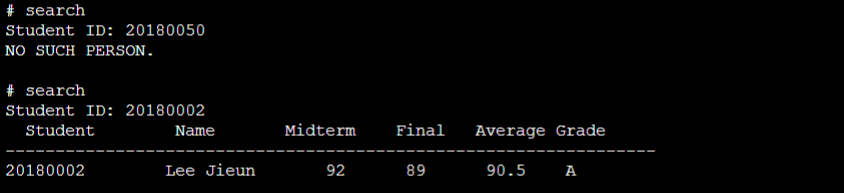 # search
Student ID: 20180050
NO SUCH PERSON.
# search
Student ID: 20180002
Student Name Midterm Final Average Grade
-----------------------------------------------------------------
20180002 Lee Jieun 92 89 90.5 A